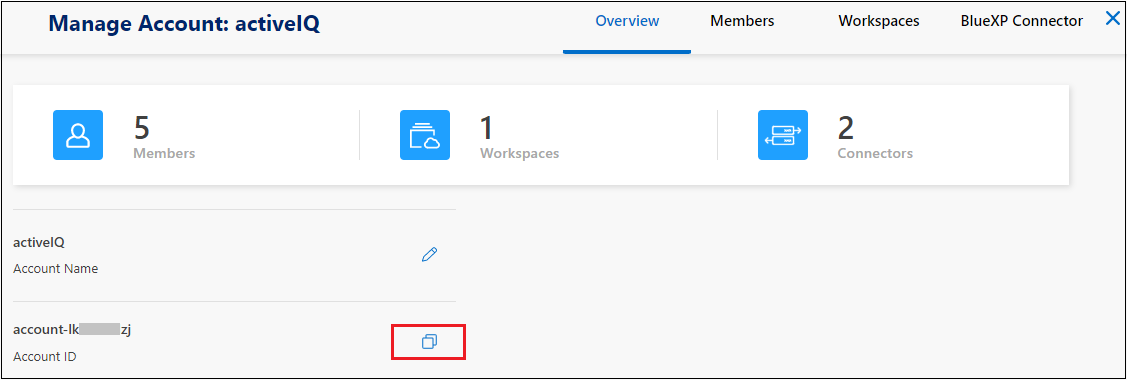 Manage Account: activeIQ
Overview
Members
Workspaces
BlueXP Connector
5
Members
1
Workspaces
2
Connectors
activeIQ
Account Name
account-lk zj
Account ID